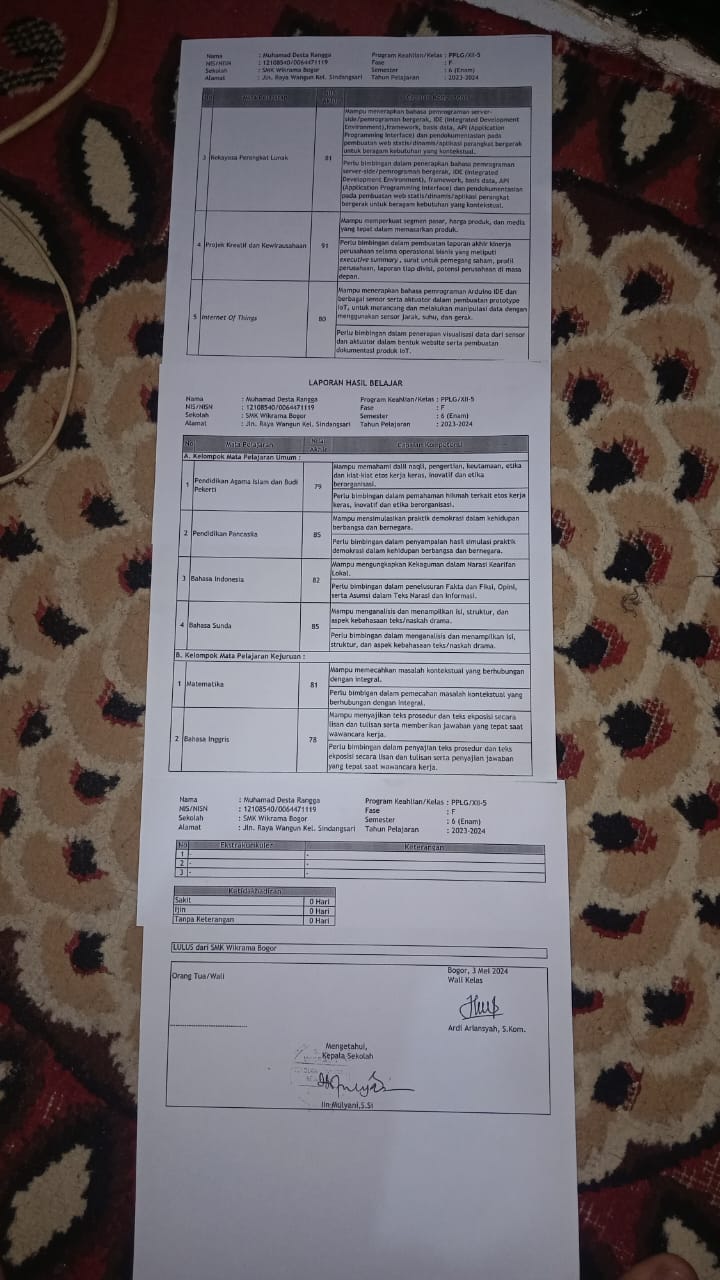 Nama : Muhamad Desta Rangga Program Keahlian/Kelas : PPLG/XII-5
NIS/NISN : 12108540/0064471119 Fase : F
Sekolah : SMK Wikrama Bogor Semester : 6 (Enam)
Alamat : Jln. Raya Wangun Kel. Sindangsari Tahun Pelajaran : 2023-2024
No Mata Pelajaran Nilai Akhir Capaian Kompetensi
3 Rekayasa Perangkat Lunak 81
Mampu menerapkan bahasa pemrograman server-
side/pemrograman bergerak, IDE (Integrated Development
Environment),framework, basis data, API (Application
Programming Interface) dan pendokumentasian pada
pembuatan web statis/dinamis/aplikasi perangkat bergerak
untuk beragam kebutuhan yang kontekstual.
Perlu bimbingan dalam penerapkan bahasa pemrograman
server-side/pemrograman bergerak, IDE (Integrated
Development Environment), framework, basis data, API
(Application Programming Interface) dan pendokumentasian
pada pembuatan web statis/dinamis/aplikasi perangkat
bergerak untuk beragam kebutuhan yang kontekstual.
4 Projek Kreatif dan Kewirausahaan 91
Mampu memperkuat segmen pasar, harga produk, dan media
yang tepat dalam memasarkan produk.
Perlu bimbingan dalam pembuatan laporan akhir kinerja
perusahaan selama operasional bisnis yang meliputi
executive summary, surat untuk pemegang saham, profil
perusahaan, laporan tiap divisi, potensi perusahaan di masa
depan.
5 Internet Of Things 80
Mampu menerapkan bahasa pemrograman Arduino IDE dan
berbagai sensor serta aktuator dalam pembuatan prototype
IoT, untuk merancang dan melakukan manipulasi data dengan
menggunakan sensor jarak, suhu, dan gerak.
Perlu bimbingan dalam penerapan visualisasi data dari sensor
dan aktuator dalam bentuk website serta pembuatan
dokumentasi produk IoT.
LAPORAN HASIL BELAJAR
Nama : Muhamad Desta Rangga Program Keahlian/Kelas : PPLG/XII-5
NIS/NISN : 12108540/0064471119 Fase : F
Sekolah : SMK Wikrama Bogor Semester : 6 (Enam)
Alamat : Jln. Raya Wangun Kel. Sindangsari Tahun Pelajaran : 2023-2024
No Mata Pelajaran Nilai Akhir Capaian Kompetensi
A. Kelompok Mata Pelajaran Umum :
1 Pendidikan Agama Islam dan Budi Pekerti 79
Mampu memahami dalil naqli, pengertian, keutamaan, etika
dan kiat-kiat etos kerja keras, inovatif dan etika
berorganisasi.
Perlu bimbingan dalam pemahaman hikmah terkait etos kerja
keras, inovatif dan etika berorganisasi.
2 Pendidikan Pancasila 85
Mampu mensimulasikan praktik demokrasi dalam kehidupan
berbangsa dan bernegara.
Perlu bimbingan dalam penyampaian hasil simulasi praktik
demokrasi dalam kehidupan berbangsa dan bernegara.
3 Bahasa Indonesia 82
Mampu mengungkapkan Kekaguman dalam Narasi Kearifan
Lokal.
Perlu bimbingan dalam penelusuran Fakta dan Fiksi, Opini,
serta Asumsi dalam Teks Narasi dan Informasi.
4 Bahasa Sunda 85
Mampu menganalisis dan menampilkan isi, struktur, dan
aspek kebahasaan teks/naskah drama.
Perlu bimbingan dalam menganalisis dan menampilkan isi,
struktur, dan aspek kebahasaan teks/naskah drama.
B. Kelompok Mata Pelajaran Kejuruan :
1 Matematika 81
Mampu memecahkan masalah kontekstual yang berhubungan
dengan integral.
Perlu bimbigan dalam pemecahan masalah kontekstual yang
berhubungan dengan integral.
2 Bahasa Inggris 78
Mampu menyajikan teks prosedur dan teks ekposisi secara
lisan dan tulisan serta memberikan jawaban yang tepat saat
wawancara kerja.
Perlu bimbingan dalam penyajian teks prosedur dan teks
ekposisi secara lisan dan tulisan serta penyajian jawaban
yang tepat saat wawancara kerja.
Nama : Muhamad Desta Rangga Program Keahlian/Kelas : PPLG/XII-5
NIS/NISN : 12108540/0064471119 Fase : F
Sekolah : SMK Wikrama Bogor Semester : 6 (Enam)
Alamat : Jln. Raya Wangun Kel. Sindangsari Tahun Pelajaran : 2023-2024
No Ekstrakurikuler Keterangan
1 - -
2 - -
3 - -
Ketidakhadiran
Sakit 0 Hari
Ijin 0 Hari
Tanpa Keterangan 0 Hari
LULUS dari SMK Wikrama Bogor
Bogor, 3 Mei 2024
Orang Tua/Wali Wali Kelas
Ardi Ariansyah, S.Kom.
Mengetahui,
Kepala Sekolah
Iin Mulyani,S.Si